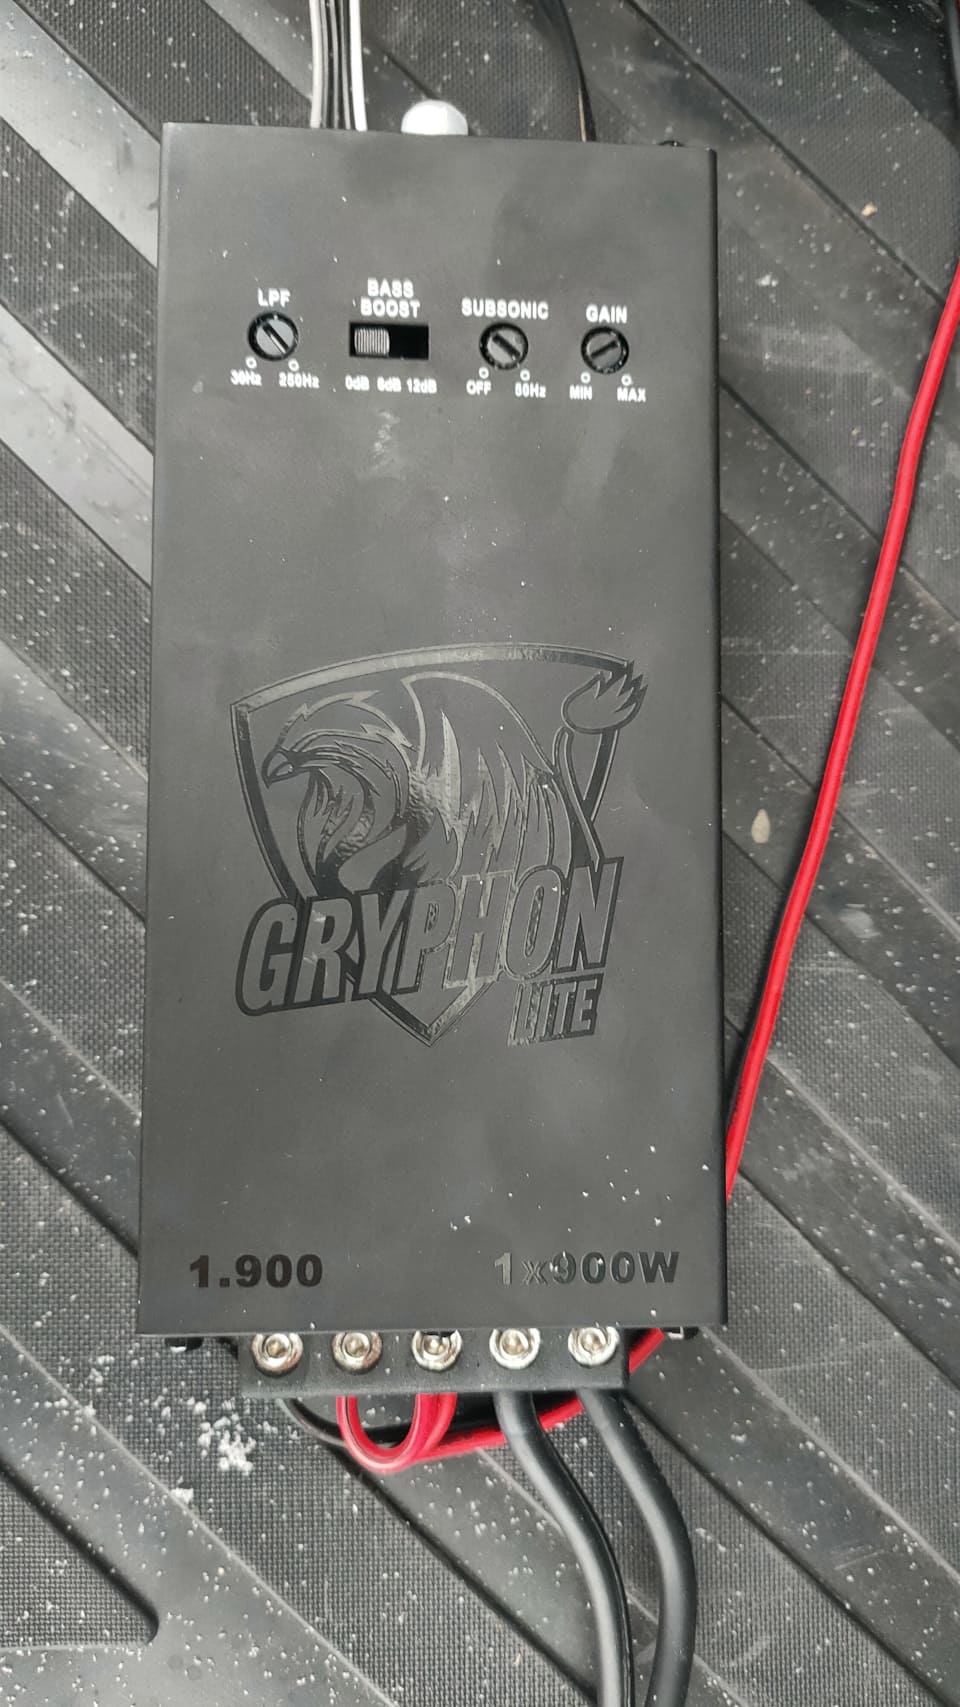 LPF
BASS
BOOST
SUBSONIC
GAIN
30Hz 250Hz
0dB 6dB 12dB
OFF 50Hz
MIN MAX
GRYPHON
LITE
1.900
1x900W